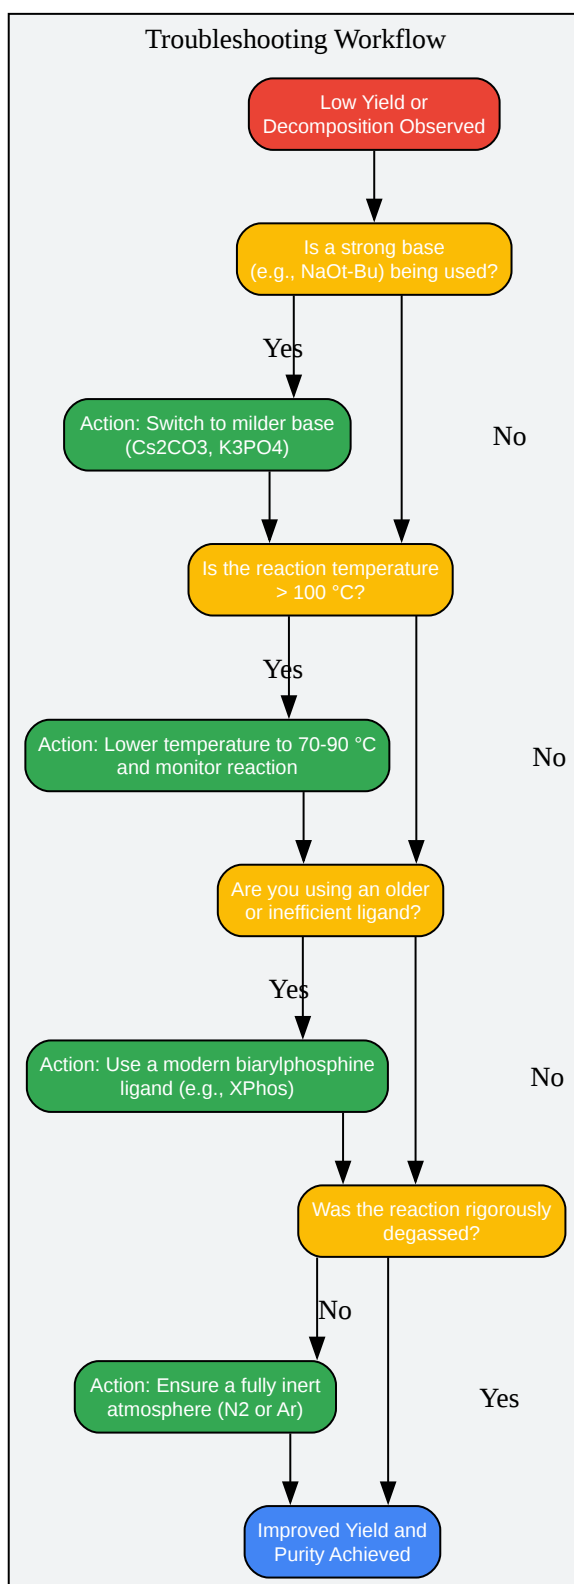 Troubleshooting Workflow
Low Yield or
Decomposition Observed
Is a strong base
(e.g., NaOt-Bu) being used?
Yes
Action: Switch to milder base
(Cs2CO3, K3PO4)
No
Is the reaction temperature
> 100 °C?
Yes
Action: Lower temperature to 70-90 °C
and monitor reaction
No
Are you using an older
or inefficient ligand?
Yes
Action: Use a modern biarylphosphine
ligand (e.g., XPhos)
No
Was the reaction rigorously
degassed?
No
Action: Ensure a fully inert
atmosphere (N2 or Ar)
Yes
Improved Yield and
Purity Achieved